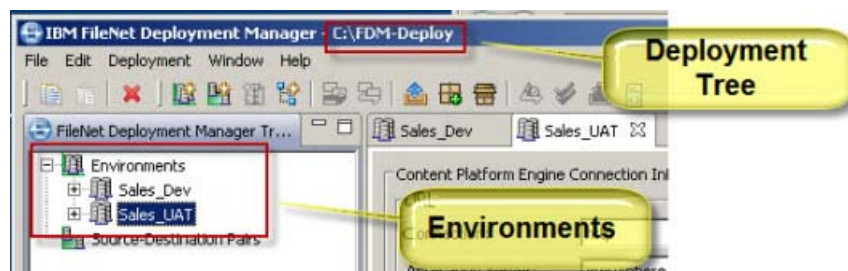 IBM FileNet Deployment Manager - C:\FDM-Deploy
File Edit Deployment Window Help
Deployment
Tree
FileNet Deployment Manager Tr...
Sales_Dev
Sales_UAT
Environments
Sales_Dev
Sales_UAT
Source-Destination Pairs
Content Platform Engine Connection
Environments